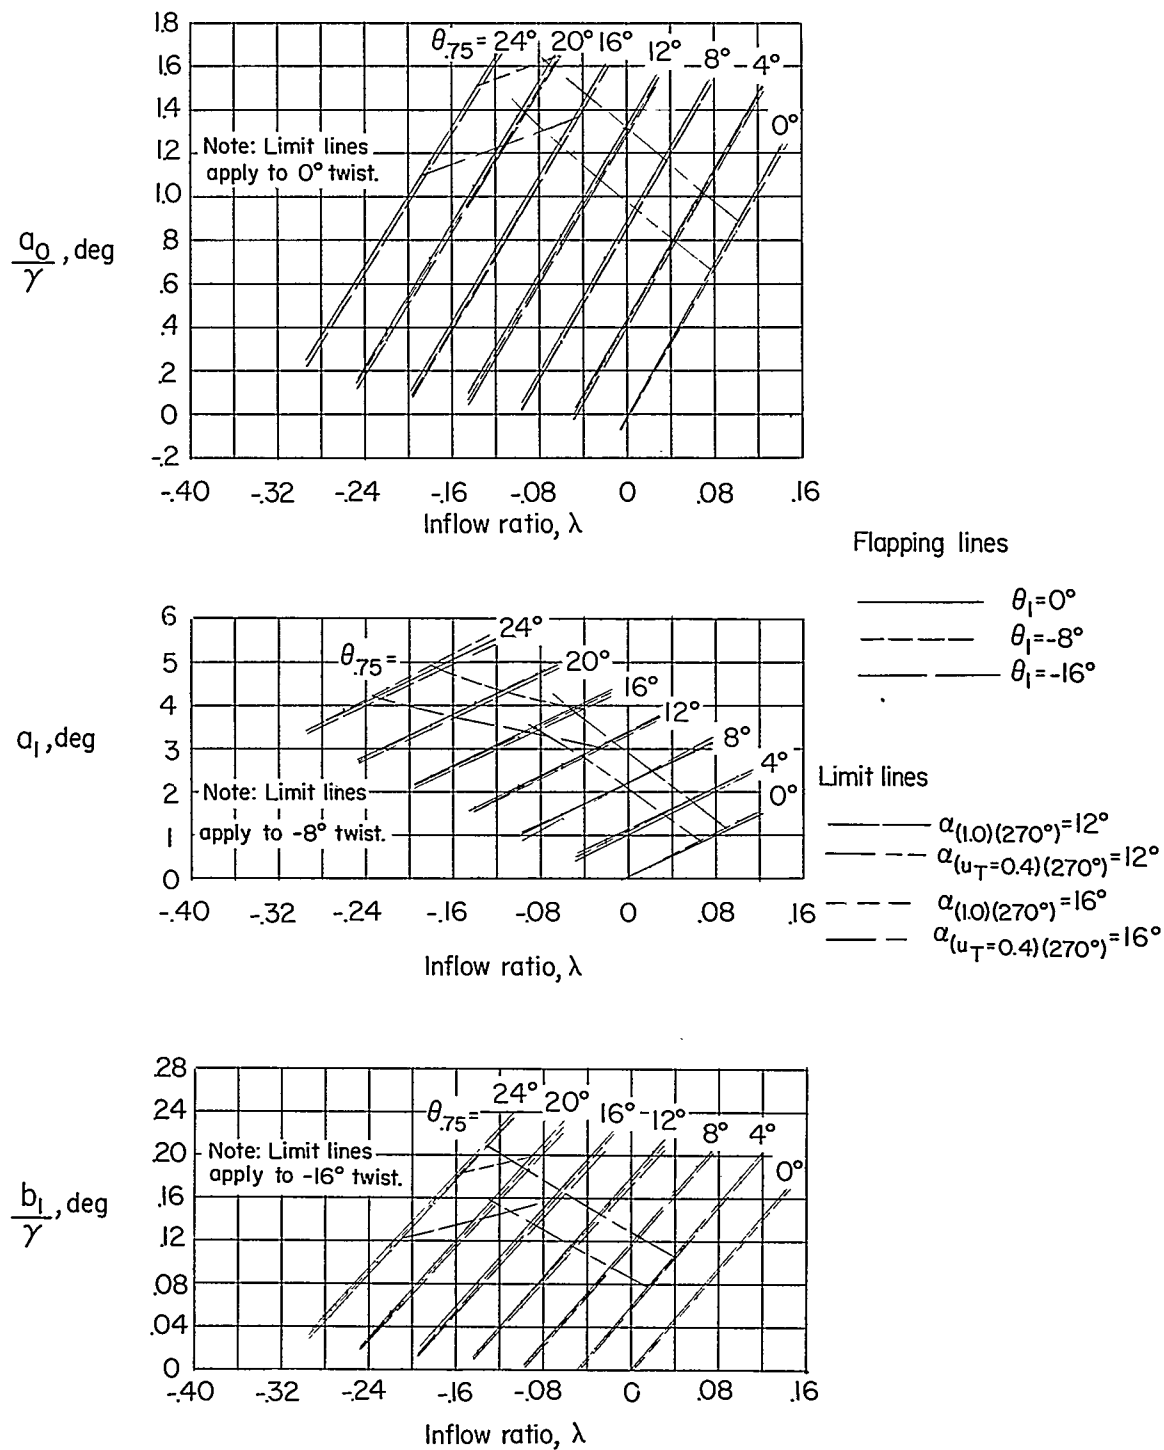 1.8
θ.75 = 24° 20° 16°
12°
8°
4°
0°
1.6
1.4
Note: Limit lines
apply to 0° twist.
1.2
1.0
.8
.6
.4
.2
0
-.2
a0/γ, deg
-.40 -.32 -.24 -.16 -.08 0 .08 .16
Inflow ratio, λ
Flapping lines
θ1=0°
θ1=-8°
θ1=-16°
6
5
4
3
2
1
0
24°
θ.75=
20°
16°
12°
8°
4°
0°
a1, deg
Note: Limit lines
apply to -8° twist.
-.40 -.32 -.24 -.16 -.08 0 .08 .16
Inflow ratio, λ
Limit lines
α(1.0)(270°)=12°
α(uT=0.4)(270°)=12°
α(1.0)(270°)=16°
α(uT=0.4)(270°)=16°
.28
.24
.20
.16
.12
.08
.04
0
24°
20°
θ.75=
16°
12°
8°
4°
0°
Note: Limit lines
apply to -16° twist.
b1/γ, deg
-.40 -.32 -.24 -.16 -.08 0 .08 .16
Inflow ratio, λ